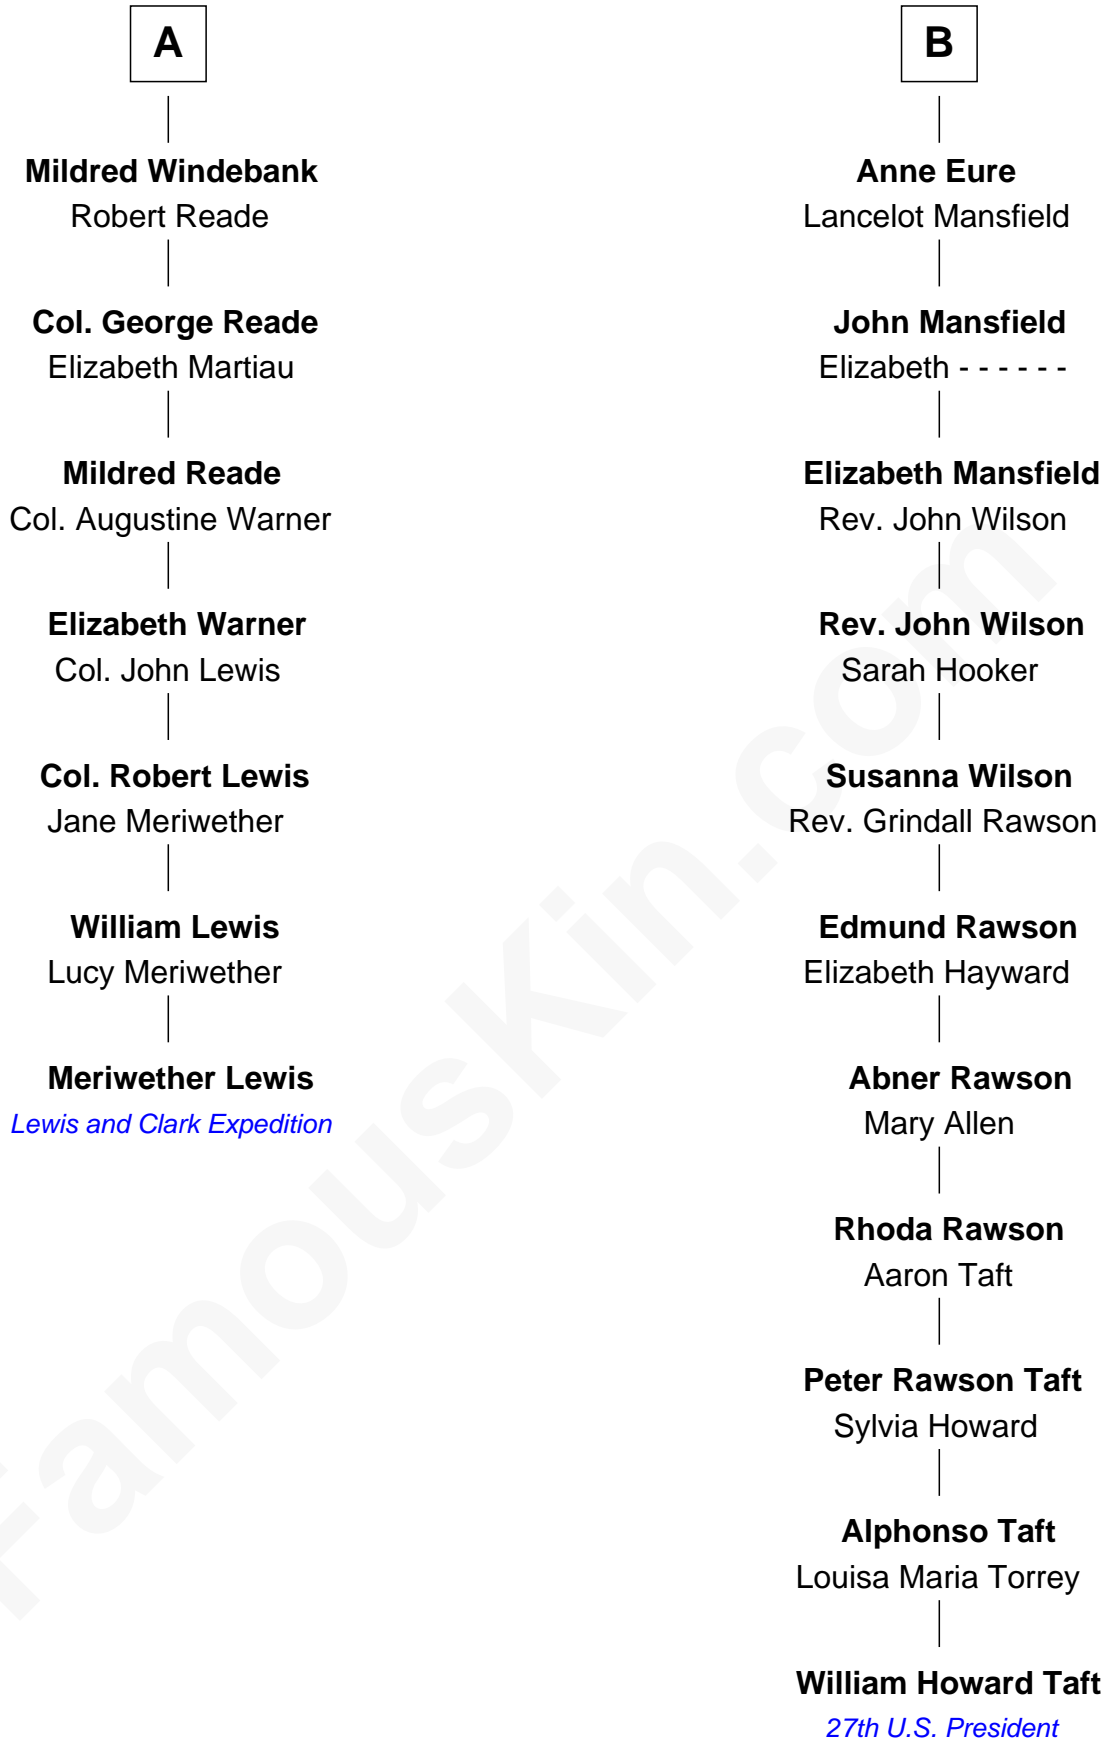 A
Mildred Windebank
Robert Reade
Col. George Reade
Elizabeth Martiau
Mildred Reade
Col. Augustine Warner
Elizabeth Warner
Col. John Lewis
Col. Robert Lewis
Jane Meriwether
William Lewis
Lucy Meriwether
Meriwether Lewis
Lewis and Clark Expedition
B
Anne Eure
Lancelot Mansfield
John Mansfield
Elizabeth - - - - - -
Elizabeth Mansfield
Rev. John Wilson
Rev. John Wilson
Sarah Hooker
Susanna Wilson
Rev. Grindall Rawson
Edmund Rawson
Elizabeth Hayward
Abner Rawson
Mary Allen
Rhoda Rawson
Aaron Taft
Peter Rawson Taft
Sylvia Howard
Alphonso Taft
Louisa Maria Torrey
William Howard Taft
27th U.S. President
FamousKin.com